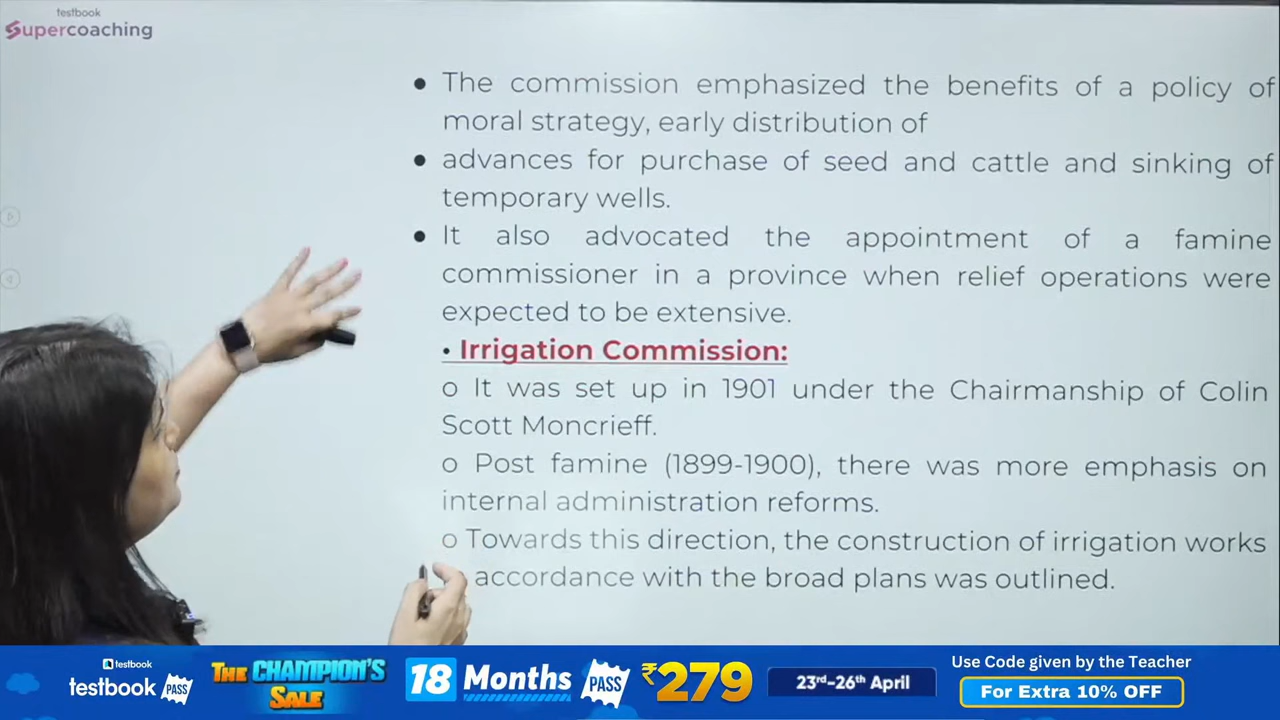 testbook
Supercoaching
• The commission emphasized the benefits of a policy of
moral strategy, early distribution of
• advances for purchase of seed and cattle and sinking of
temporary wells.
• It also advocated the appointment of a famine
commissioner in a province when relief operations were
expected to be extensive.
• Irrigation Commission:
o It was set up in 1901 under the Chairmanship of Colin
Scott Moncrieff.
o Post famine (1899-1900), there was more emphasis on
internal administration reforms.
o Towards this direction, the construction of irrigation works
accordance with the broad plans was outlined.
testbook
testbook PASS
THE CHAMPION'S
SALE
18 Months PASS ₹279
23rd-26th April
Use Code given by the Teacher
For Extra 10% OFF